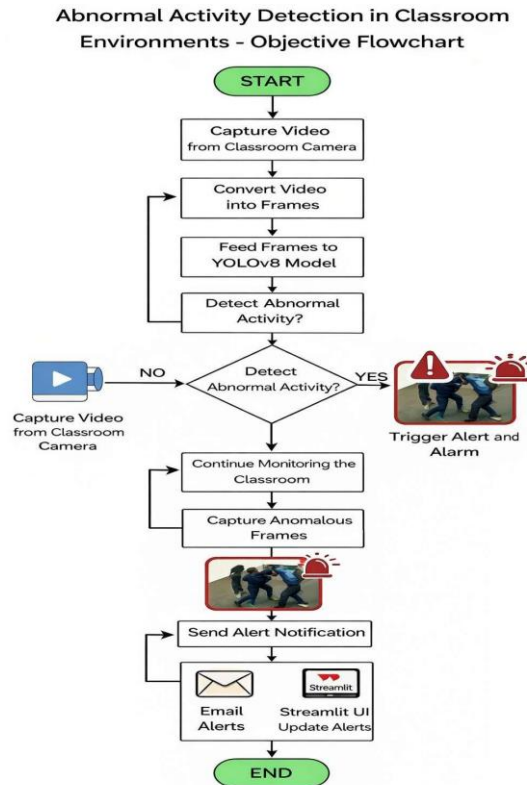 Abnormal Activity Detection in Classroom
Environments - Objective Flowchart
START
Capture Video
from Classroom Camera
Convert Video
into Frames
Feed Frames to
YOLOv8 Model
Detect Abnormal
Activity?
NO
Detect
Abnormal Activity?
YES
Capture Video
from Classroom
Camera
Trigger Alert and
Alarm
Continue Monitoring the
Classroom
Capture Anomalous
Frames
Send Alert Notification
Streamlit
Email
Alerts
Streamlit UI
Update Alerts
END